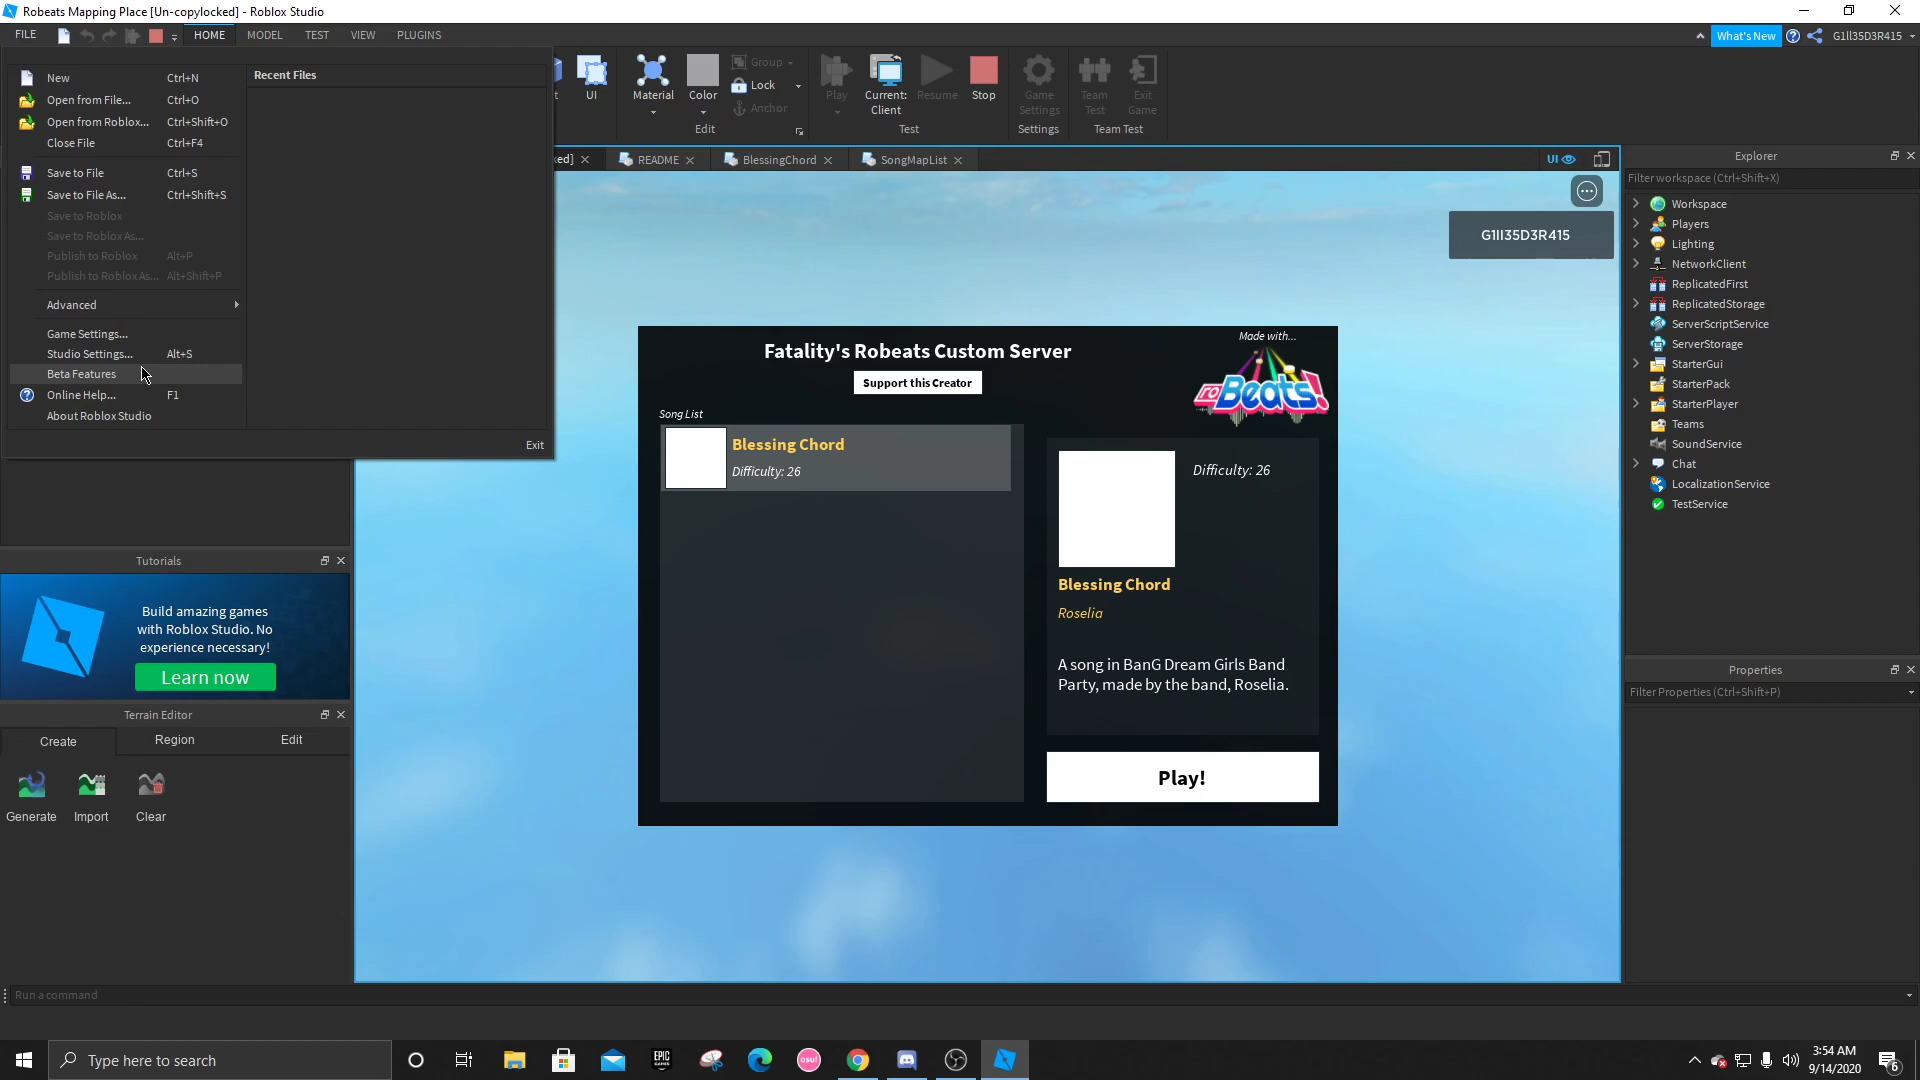 Robeats Mapping Place [Un-copylocked] - Roblox Studio
FILE HOME MODEL TEST VIEW PLUGINS
What's New G1ll35D3R415
New Ctrl+N
Open from File... Ctrl+O
Open from Roblox... Ctrl+Shift+O
Close File Ctrl+F4
Save to File Ctrl+S
Save to File As... Ctrl+Shift+S
Save to Roblox
Save to Roblox As...
Publish to Roblox Alt+P
Publish to Roblox As... Alt+Shift+P
Advanced
Game Settings...
Studio Settings... Alt+S
Beta Features
Online Help... F1
About Roblox Studio
Recent Files
Exit
t UI
Material
Color
Group
Lock
Anchor
Edit
Play
Current: Client
Resume
Stop
Test
Game Settings
Settings
Team Test
Exit Game
Team Test
ked] README BlessingChord SongMapList
UI
G1ll35D3R415
Fatality's Robeats Custom Server
Support this Creator
Made with...
roBeats!
Song List
Blessing Chord
Difficulty: 26
Difficulty: 26
Blessing Chord
Roselia
A song in BanG Dream Girls Band
Party, made by the band, Roselia.
Play!
Explorer
Filter workspace (Ctrl+Shift+X)
Workspace
Players
Lighting
NetworkClient
ReplicatedFirst
ReplicatedStorage
ServerScriptService
ServerStorage
StarterGui
StarterPack
StarterPlayer
Teams
SoundService
Chat
LocalizationService
TestService
Properties
Filter Properties (Ctrl+Shift+P)
Tutorials
Build amazing games
with Roblox Studio. No
experience necessary!
Learn now
Terrain Editor
Create Region Edit
Generate Import Clear
Run a command
Type here to search
EPIC GAMES
osu!
3:54 AM
9/14/2020
6